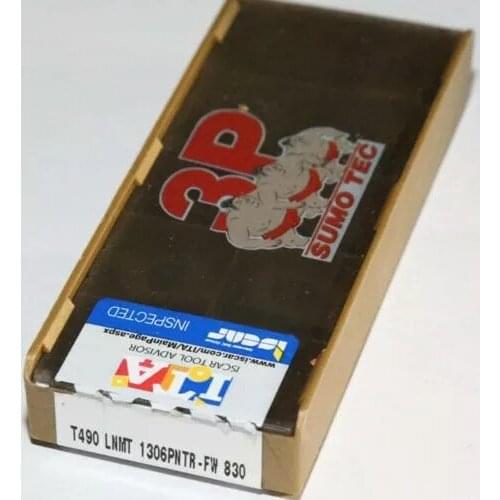 3P
SUMO TEC
INSPECTED
iscar
www.iscar.com/ITA/MainPage.aspx
ISCAR TOOL ADVISOR
ITA
T490 LNMT 1306PNTR-FW 830